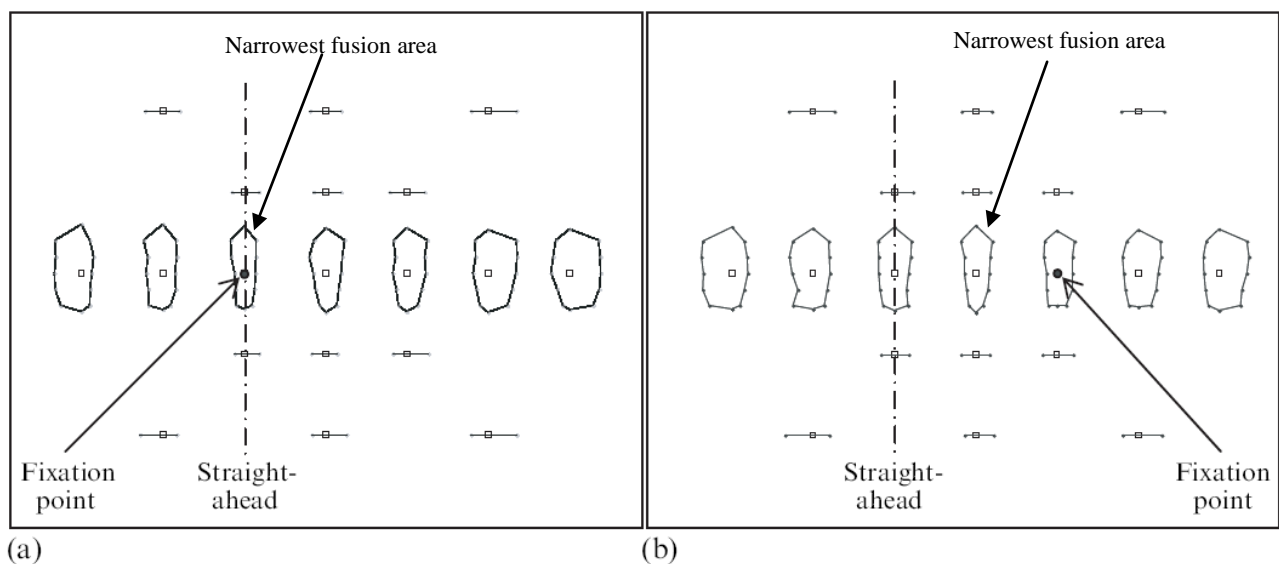 Narrowest fusion area
Fixation
point
Straight-
ahead
(a)
Narrowest fusion area
Straight-
ahead
Fixation
point
(b)